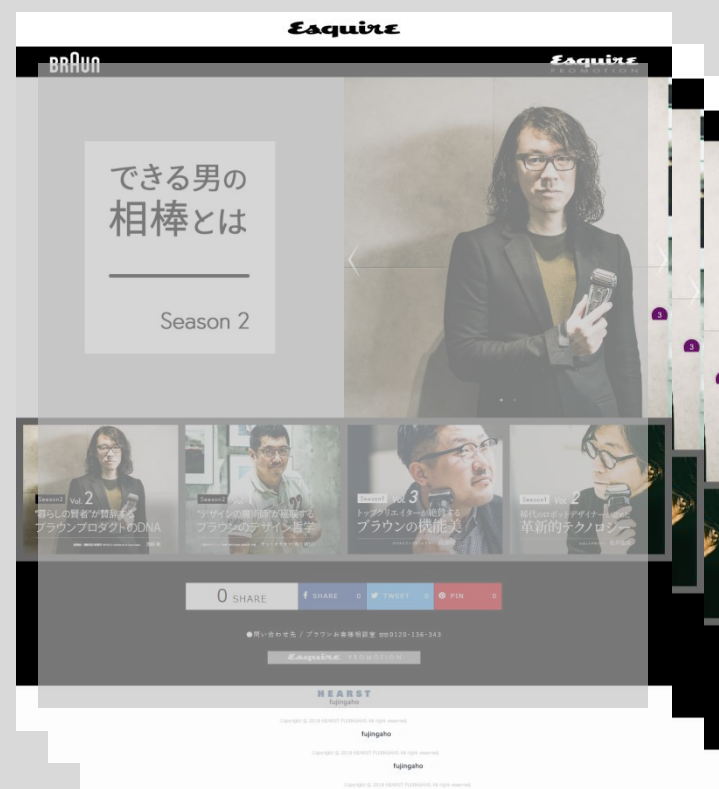 Esquire
BRAUN
Esquire
PROMOTION
できる男の
相棒とは
Season 2
3
3
Season2 Vol. 2
“暮らしの賢者”が賛辞する
ブラウンプロダクトのDNA
Season2
ブラウンのデザイン哲学
Season1 Vol. 3
トップクリエイターが絶賛する
ブラウンの機能美
Season1 Vol. 2
革新的テクノロジー
0 SHARE
SHARE 0
TWEET 0
PIN
●問い合わせ先 / ブラウンお客様相談室 ☎0120-136-343
Esquire PROMOTION
HEARST
fujingaho
fujingaho
fujingaho